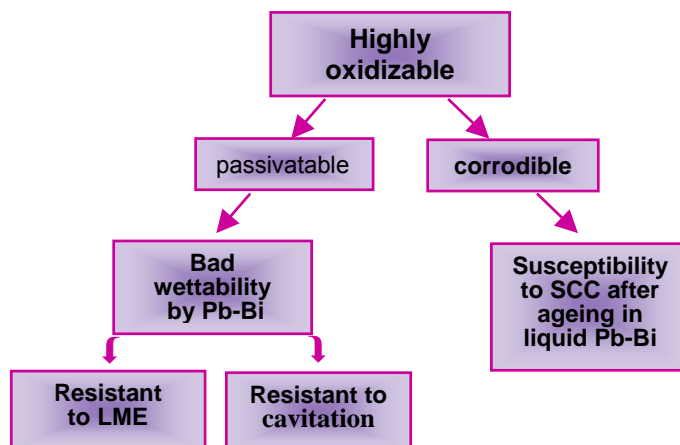 Highly
oxidizable
passivatable
corrodible
Bad
wettability
by Pb-Bi
Susceptibility
to SCC after
ageing in
liquid Pb-Bi
Resistant
to LME
Resistant to
cavitation